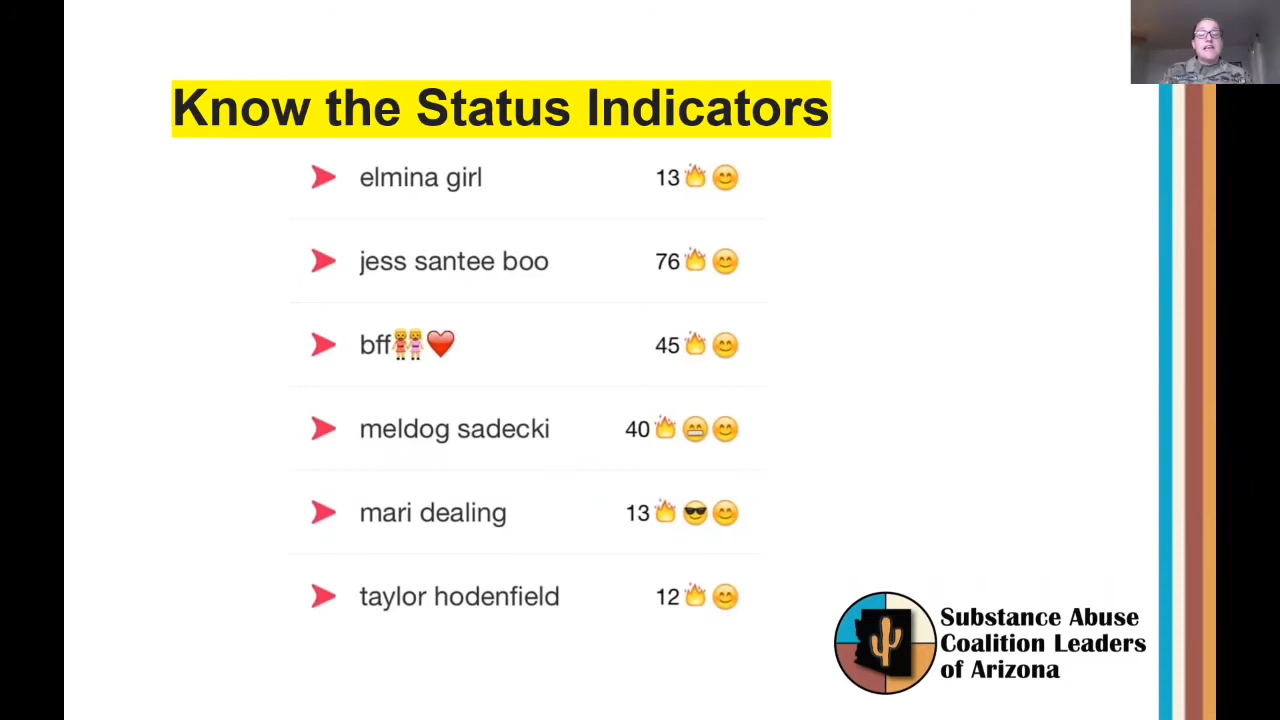 Know the Status Indicators
elmina girl 13🔥😊
jess santee boo 76🔥😊
bff👭❤️ 45🔥😊
meldog sadecki 40🔥😁😊
mari dealing 13🔥😎😊
taylor hodenfield 12🔥😊
Substance Abuse
Coalition Leaders
of Arizona